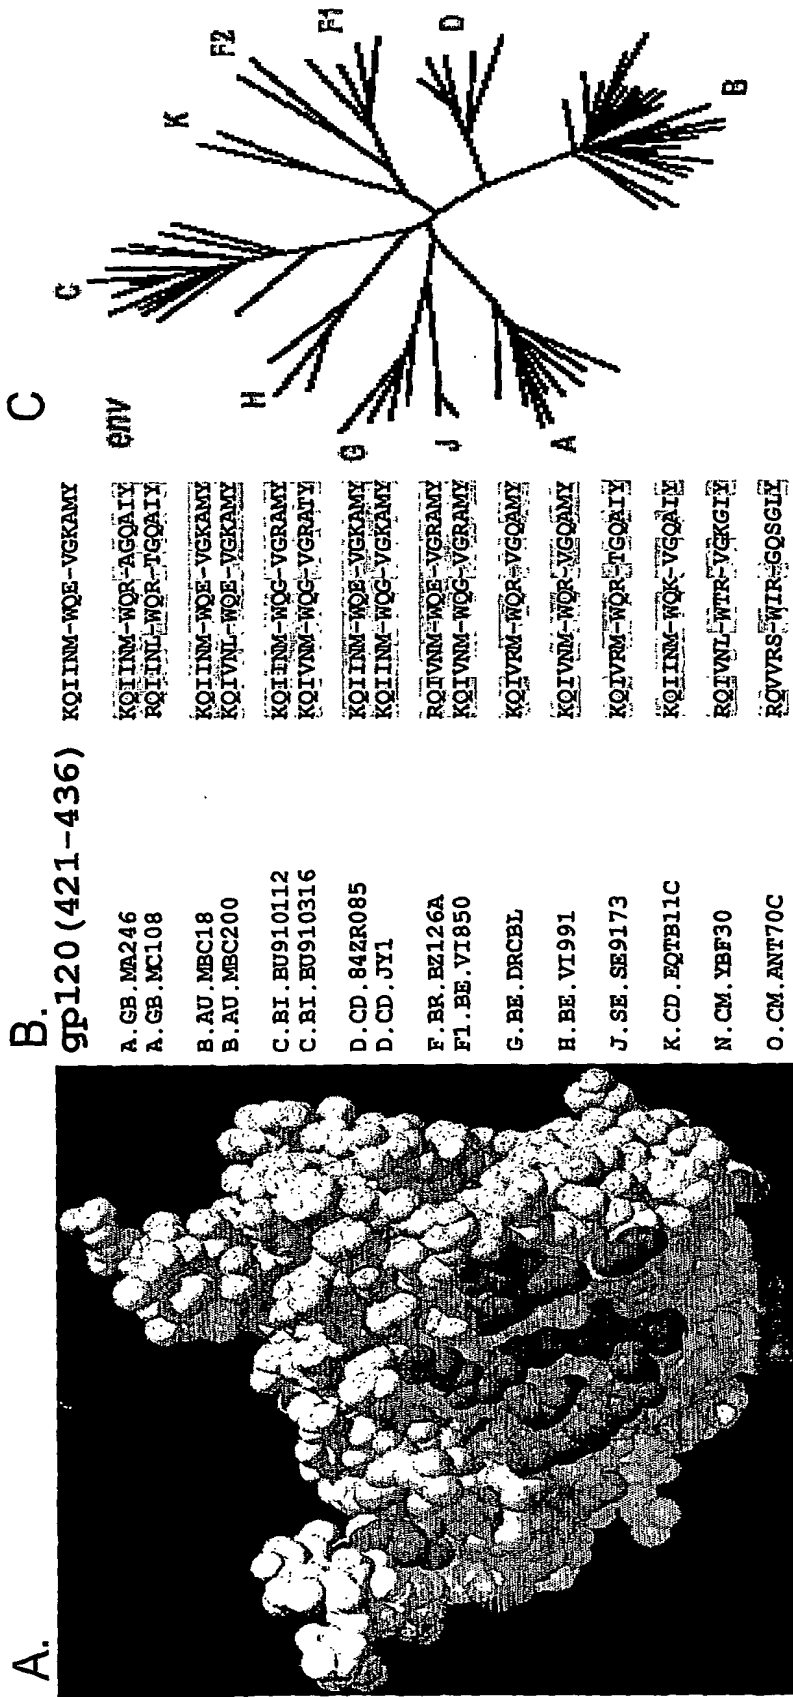 A.
B.
gp120 (421-436) KQIINM-WQE-VGKAMY
A.GB.MA246 KQIINM-WQR-AGQAIY
A.GB.MC108 RQIINL-WQR-TGQAIY
B.AU.MBC18 KQIINM-WQE-VGKAMY
B.AU.MBC200 KQIVNL-WQE-VGKAMY
C.BI.BU910112 KQIINM-WQG-VGRAMY
C.BI.BU910316 KQIVNM-WQG-VGRATY
D.CD.84ZR085 KQIINM-WQE-VGKAMY
D.CD.JY1 KQIINM-WQG-VGKAMY
F.BR.BZ126A RQIVNM-WQE-VGRAMY
F1.BE.VI850 KQIVNM-WQG-VGRAMY
G.BE.DRCBL KQIVRM-WQR-VGQAMY
H.BE.VI991 KQIVNM-WQR-VGQAMY
J.SE.SE9173 KQIVRM-WQR-TGQAIY
K.CD.EQTB11C KQIINM-WQK-VGQAIY
N.CM.YBF30 RQIVNL-WTR-VGKGIY
O.CM.ANT70C RQVVRS-WIR-GQSGLY
C
env
C
K
F2
F1
D
H
G
J
A
B